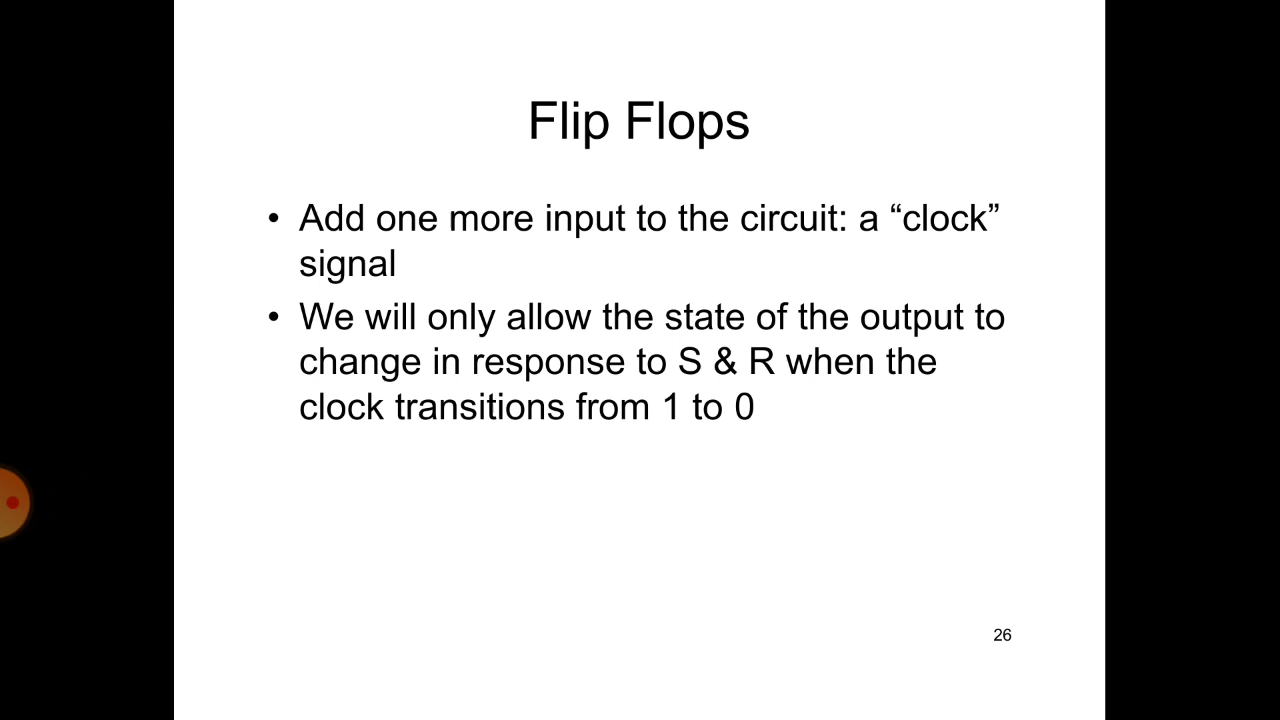 Flip Flops
• Add one more input to the circuit: a “clock”
signal
• We will only allow the state of the output to
change in response to S & R when the
clock transitions from 1 to 0
26